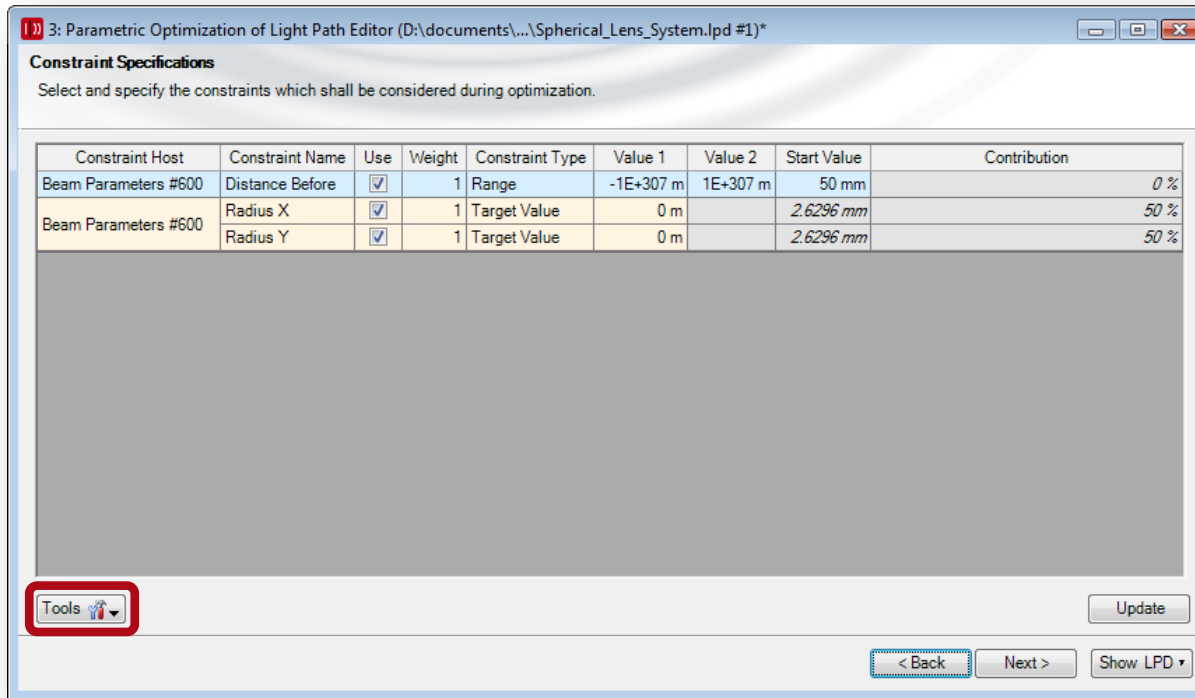 3: Parametric Optimization of Light Path Editor (D:\documents\...\Spherical_Lens_System.lpd #1)*
Constraint Specifications
Select and specify the constraints which shall be considered during optimization.
Constraint Host Constraint Name Use Weight Constraint Type Value 1 Value 2 Start Value Contribution
Beam Parameters #600 Distance Before 1 Range -1E+307 m 1E+307 m 50 mm 0 %
Beam Parameters #600 Radius X 1 Target Value 0 m 2.6296 mm 50 %
Radius Y 1 Target Value 0 m 2.6296 mm 50 %
Tools Update
< Back Next > Show LPD